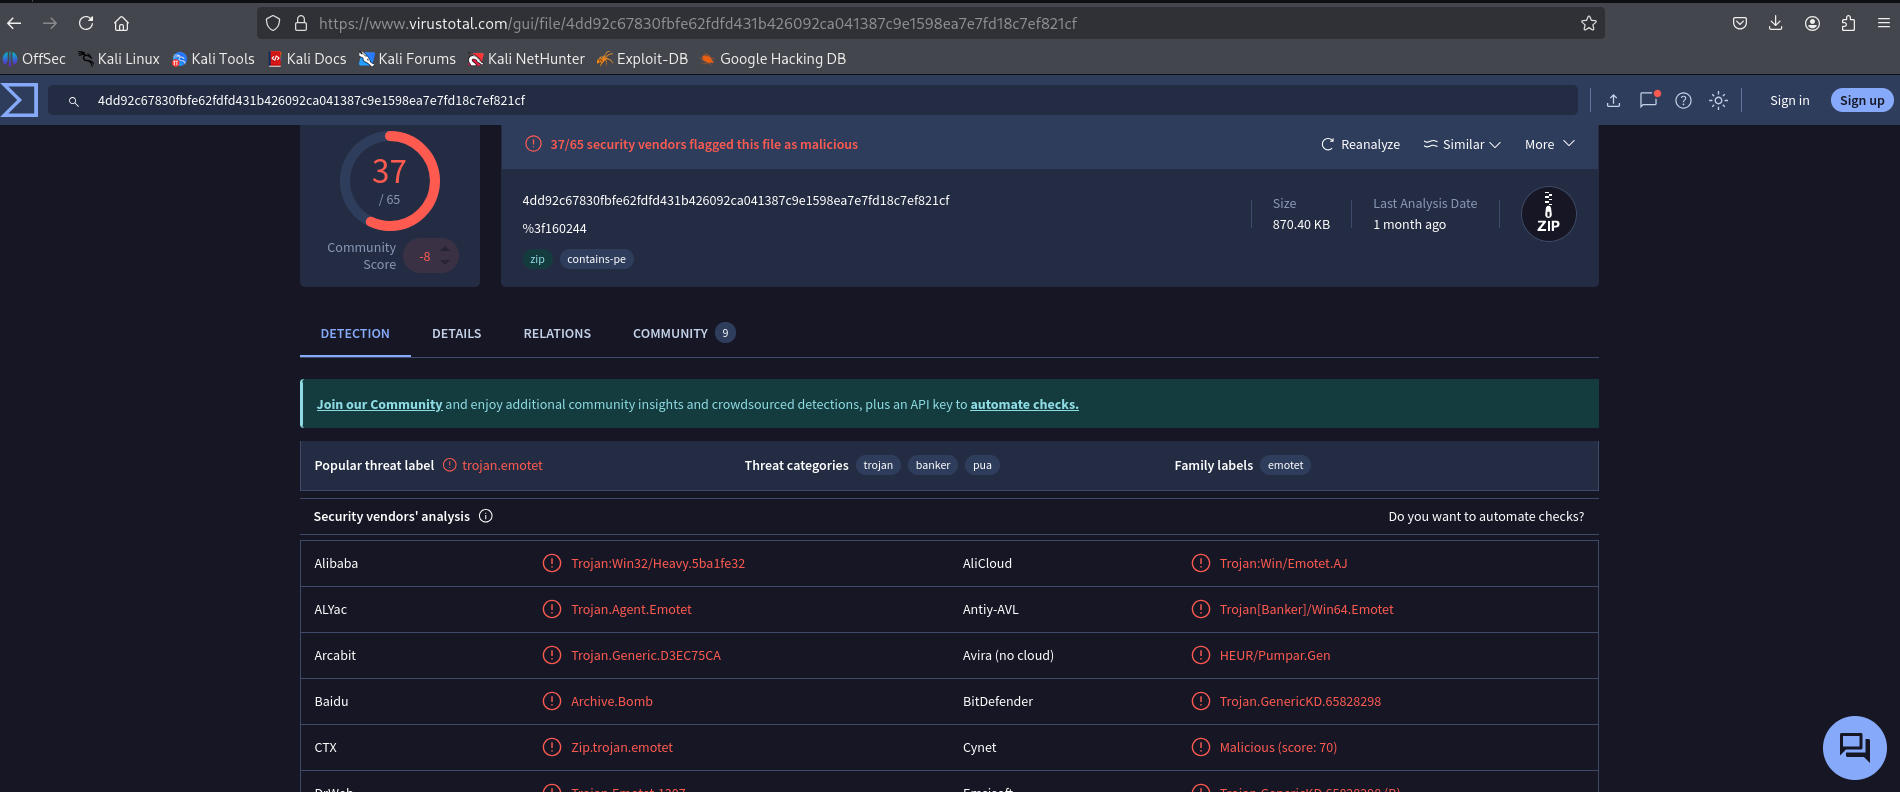 https://www.virustotal.com/gui/file/4dd92c67830fbfe62fdfd431b426092ca041387c9e1598ea7e7fd18c7ef821cf
OffSec Kali Linux Kali Tools Kali Docs Kali Forums Kali NetHunter Exploit-DB Google Hacking DB
4dd92c67830fbfe62fdfd431b426092ca041387c9e1598ea7e7fd18c7ef821cf Sign in Sign up
37
/ 65
Community Score -8
37/65 security vendors flagged this file as malicious Reanalyze Similar More
4dd92c67830fbfe62fdfd431b426092ca041387c9e1598ea7e7fd18c7ef821cf
%3f160244
zip contains-pe
Size
870.40 KB
Last Analysis Date
1 month ago
ZIP
DETECTION DETAILS RELATIONS COMMUNITY 9
Join our Community and enjoy additional community insights and crowdsourced detections, plus an API key to automate checks.
Popular threat label trojan.emotet Threat categories trojan banker pua Family labels emotet
Security vendors' analysis Do you want to automate checks?
Alibaba Trojan:Win32/Heavy.5ba1fe32 AliCloud Trojan:Win/Emotet.AJ
ALYac Trojan.Agent.Emotet Antiy-AVL Trojan[Banker]/Win64.Emotet
Arcabit Trojan.Generic.D3EC75CA Avira (no cloud) HEUR/Pumpar.Gen
Baidu Archive.Bomb BitDefender Trojan.GenericKD.65828298
CTX Zip.trojan.emotet Cynet Malicious (score: 70)